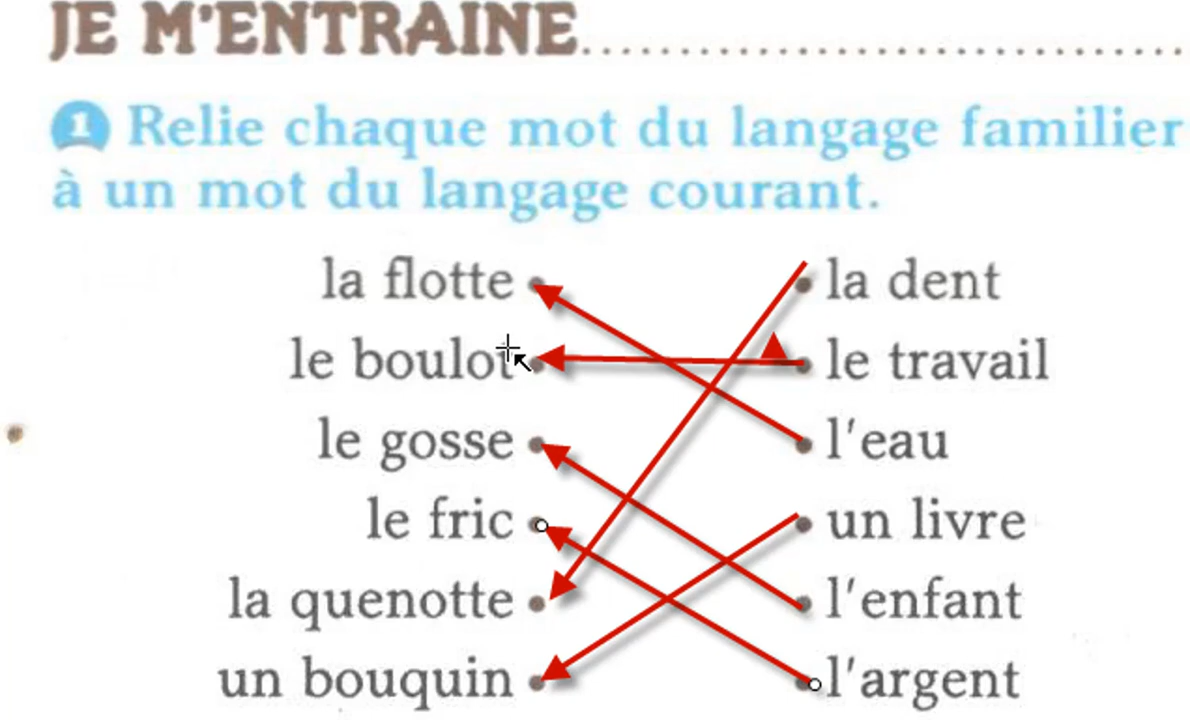 JE M'ENTRAINE..............................
1 Relie chaque mot du langage familier
à un mot du langage courant.
la flotte • • la dent
le boulot • • le travail
le gosse • • l'eau
le fric • • un livre
la quenotte • • l'enfant
un bouquin • • l'argent